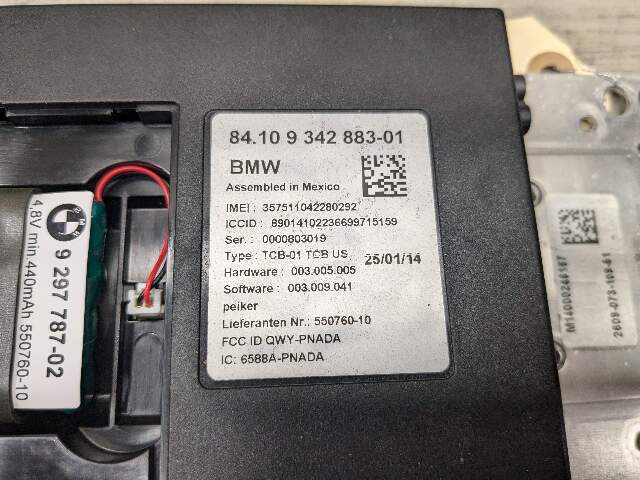 84.10 9 342 883-01
BMW
Assembled in Mexico
IMEI : 357511042280292
ICCID : 89014102236699715159
Ser. : 0000803019
Type : TCB-01 TCB US 25/01/14
Hardware : 003.005.005
Software : 003.009.041
peiker
Lieferanten Nr.: 550760-10
FCC ID QWY-PNADA
IC: 6588A-PNADA
9 297 787-02
4,8V min 440mAh 550760-10